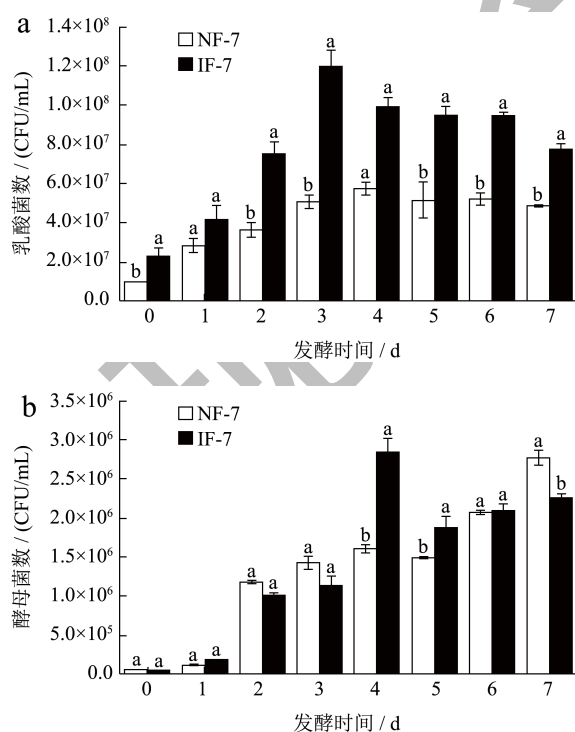 a
1.4×10⁸
1.2×10⁸
1.0×10⁸
8.0×10⁷
6.0×10⁷
4.0×10⁷
2.0×10⁷
0.0
乳酸菌数 / (CFU/mL)
NF-7
IF-7
b a a a b a b a a a b a b a b a
0 1 2 3 4 5 6 7
发酵时间 / d
b
3.5×10⁶
3.0×10⁶
2.5×10⁶
2.0×10⁶
1.5×10⁶
1.0×10⁶
5.0×10⁵
0.0
酵母菌数 / (CFU/mL)
NF-7
IF-7
a a a a a a a a b a b a a a a b
0 1 2 3 4 5 6 7
发酵时间 / d